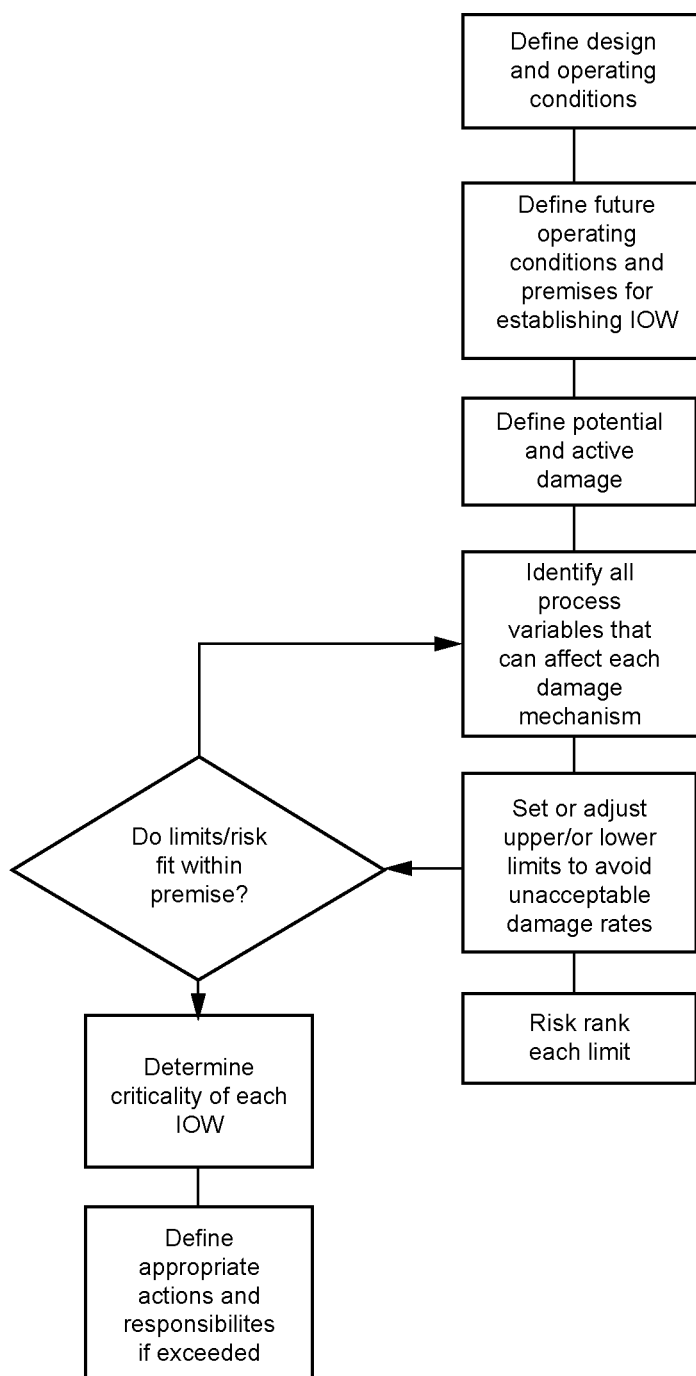 Define design
and operating
conditions
Define future
operating
conditions and
premises for
establishing IOW
Define potential
and active
damage
Identify all
process
variables that
can affect each
damage
mechanism
Set or adjust
upper/or lower
limits to avoid
unacceptable
damage rates
Risk rank
each limit
Do limits/risk
fit within
premise?
Determine
criticality of each
IOW
Define
appropriate
actions and
responsibilites
if exceeded